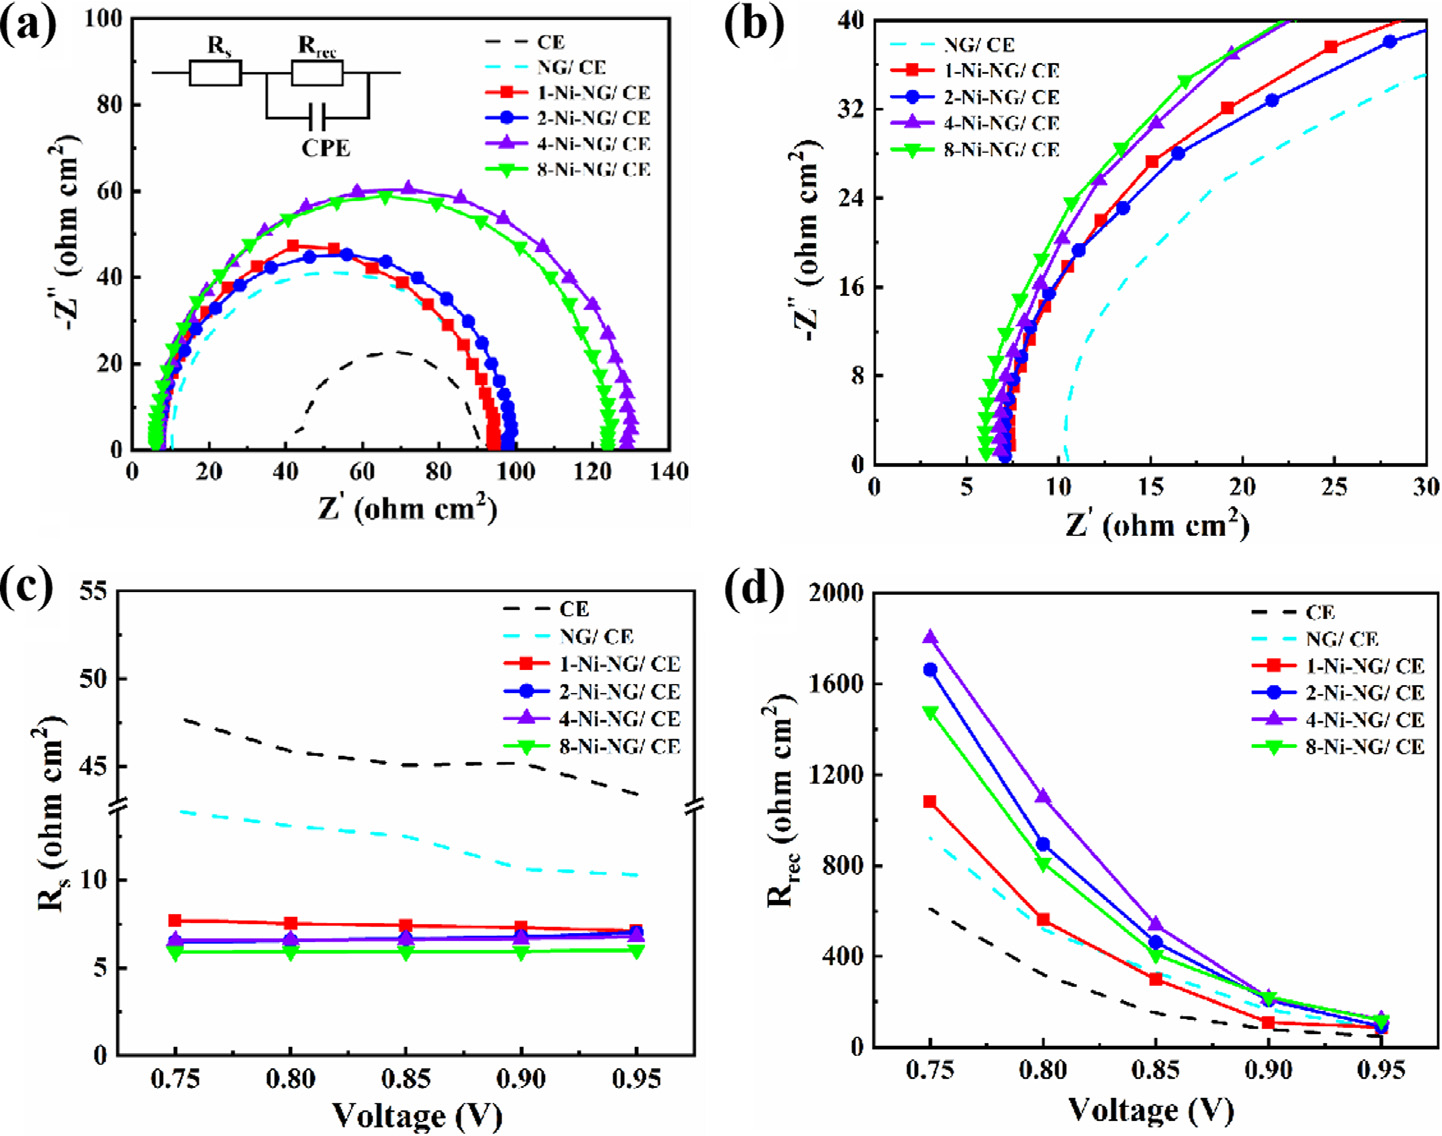 (a)
100
80
60
40
20
0
-Z'' (ohm cm²)
0 20 40 60 80 100 120 140
Z' (ohm cm²)
Rs Rrec
CPE
CE
NG/ CE
1-Ni-NG/ CE
2-Ni-NG/ CE
4-Ni-NG/ CE
8-Ni-NG/ CE
(b)
40
32
24
16
8
0
-Z'' (ohm cm²)
0 5 10 15 20 25 30
Z' (ohm cm²)
NG/ CE
1-Ni-NG/ CE
2-Ni-NG/ CE
4-Ni-NG/ CE
8-Ni-NG/ CE
(c)
55
50
45
10
5
0
Rs (ohm cm²)
0.75 0.80 0.85 0.90 0.95
Voltage (V)
CE
NG/ CE
1-Ni-NG/ CE
2-Ni-NG/ CE
4-Ni-NG/ CE
8-Ni-NG/ CE
(d)
2000
1600
1200
800
400
0
Rrec (ohm cm²)
0.75 0.80 0.85 0.90 0.95
Voltage (V)
CE
NG/ CE
1-Ni-NG/ CE
2-Ni-NG/ CE
4-Ni-NG/ CE
8-Ni-NG/ CE